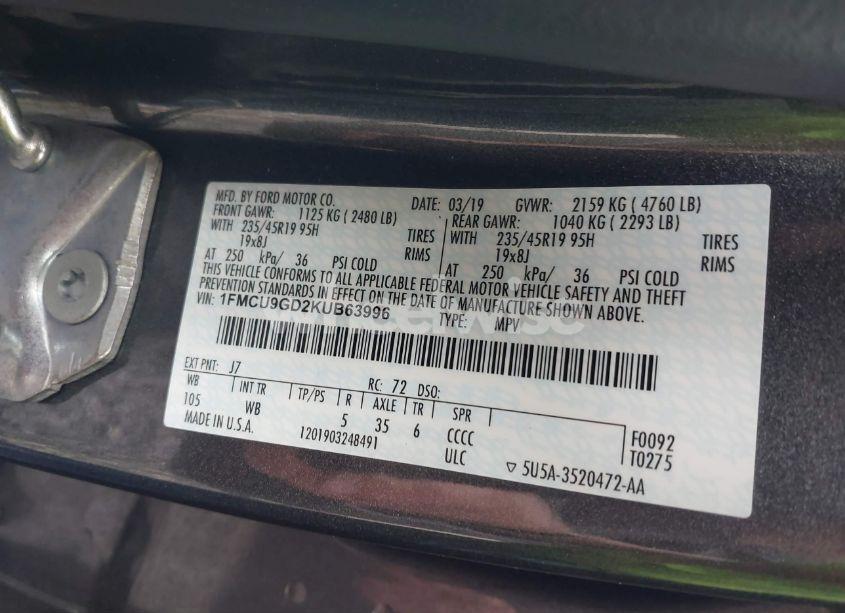 MFD. BY FORD MOTOR CO. DATE: 03/19 GVWR: 2159 KG ( 4760 LB)
FRONT GAWR: 1125 KG ( 2480 LB) REAR GAWR: 1040 KG ( 2293 LB)
WITH 235/45R19 95H TIRES WITH 235/45R19 95H TIRES
19x8J RIMS 19x8J RIMS
AT 250 kPa/ 36 PSI COLD AT 250 kPa/ 36 PSI COLD
THIS VEHICLE CONFORMS TO ALL APPLICABLE FEDERAL MOTOR VEHICLE SAFETY AND THEFT
PREVENTION STANDARDS IN EFFECT ON THE DATE OF MANUFACTURE SHOWN ABOVE.
VIN: 1FMCU9GD2KUB63996 TYPE: MPV
EXT PNT: J7 RC: 72 DSO:
WB INT TR TP/PS R AXLE TR SPR
105 WB 5 35 6 CCCC F0092
MADE IN U.S.A. 1201903248491 ULC T0275
5U5A-3520472-AA